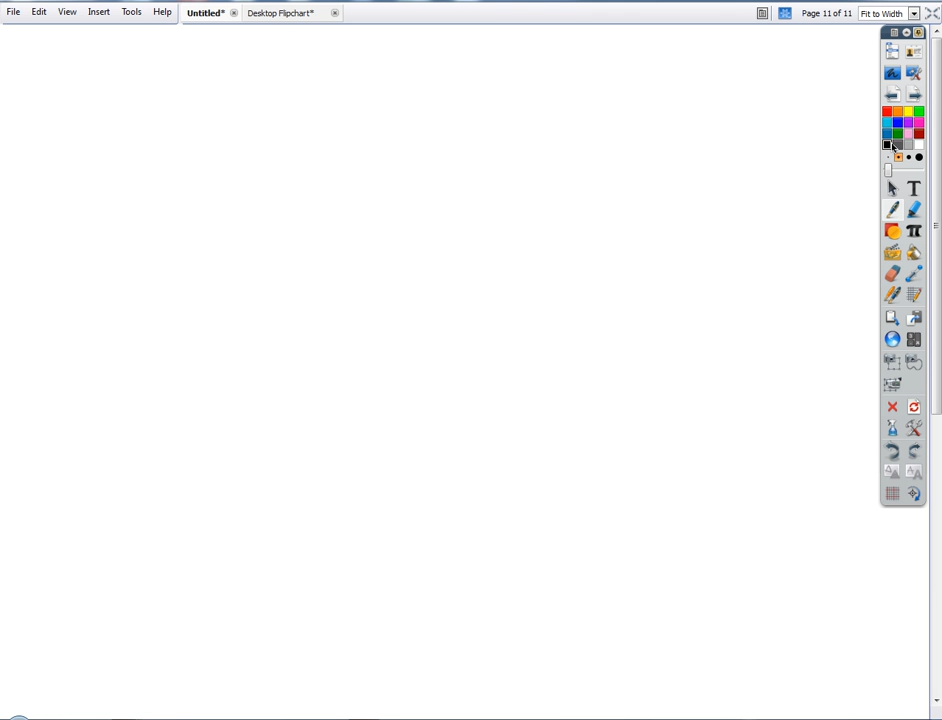 File Edit View Insert Tools Help Untitled* Desktop Flipchart* Page 11 of 11 Fit to Width
T